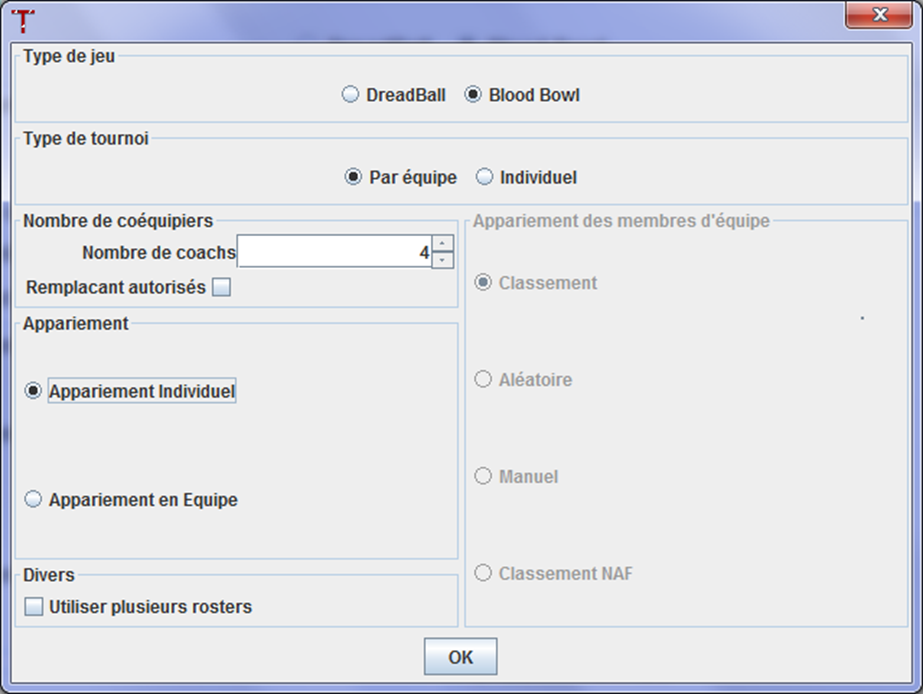 Type de jeu
DreadBall Blood Bowl
Type de tournoi
Par équipe Individuel
Nombre de coéquipiers
Nombre de coachs 4
Remplacant autorisés
Appariement
Appariement Individuel
Appariement en Equipe
Divers
Utiliser plusieurs rosters
Appariement des membres d'équipe
Classement
Aléatoire
Manuel
Classement NAF
OK